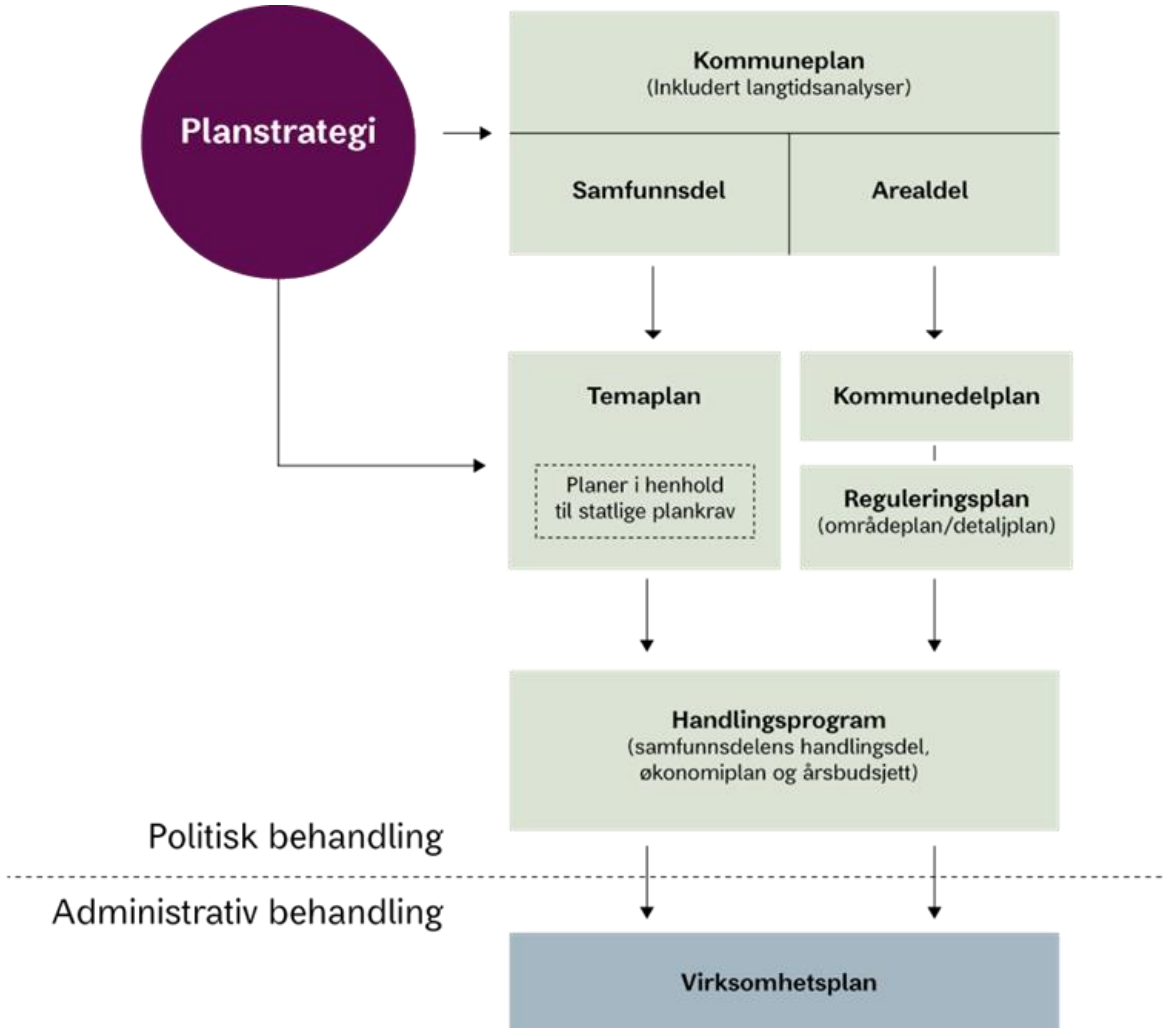 Planstrategi
Kommuneplan
(Inkludert langtidsanalyser)
Samfunnsdel
Arealdel
Temaplan
Planer i henhold
til statlige plankrav
Kommunedelplan
Reguleringsplan
(områdeplan/detaljplan)
Handlingsprogram
(samfunnsdelens handlingsdel,
økonomiplan og årsbudsjett)
Politisk behandling
Administrativ behandling
Virksomhetsplan